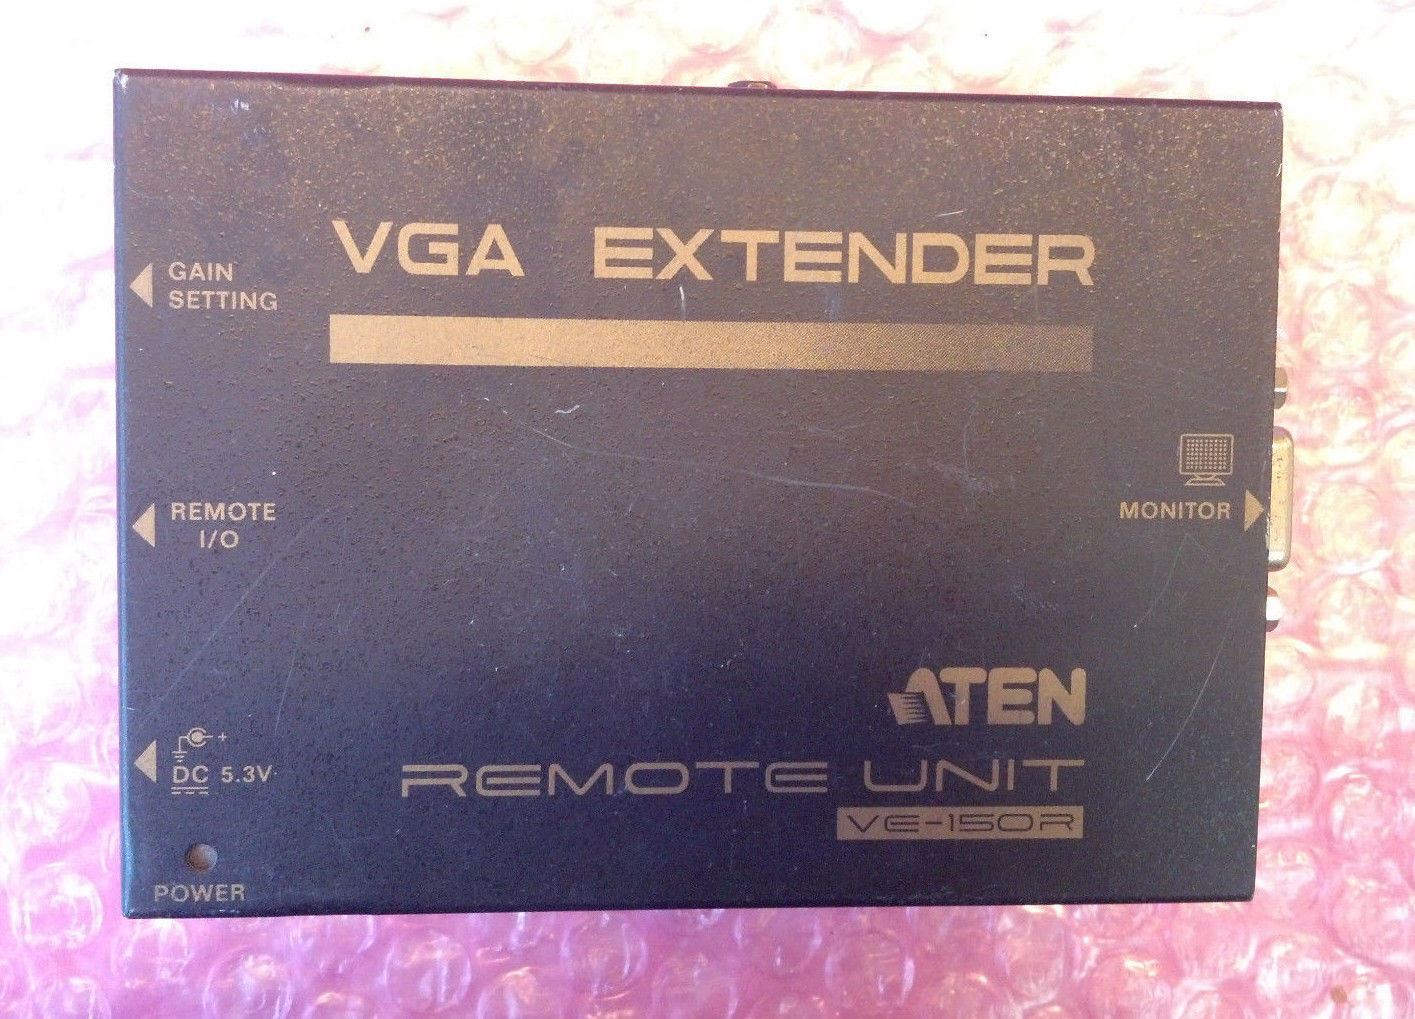 VGA EXTENDER
GAIN
SETTING
REMOTE
I/O
MONITOR
ATEN
+
DC 5.3V
REMOTE UNIT
VE-150R
POWER